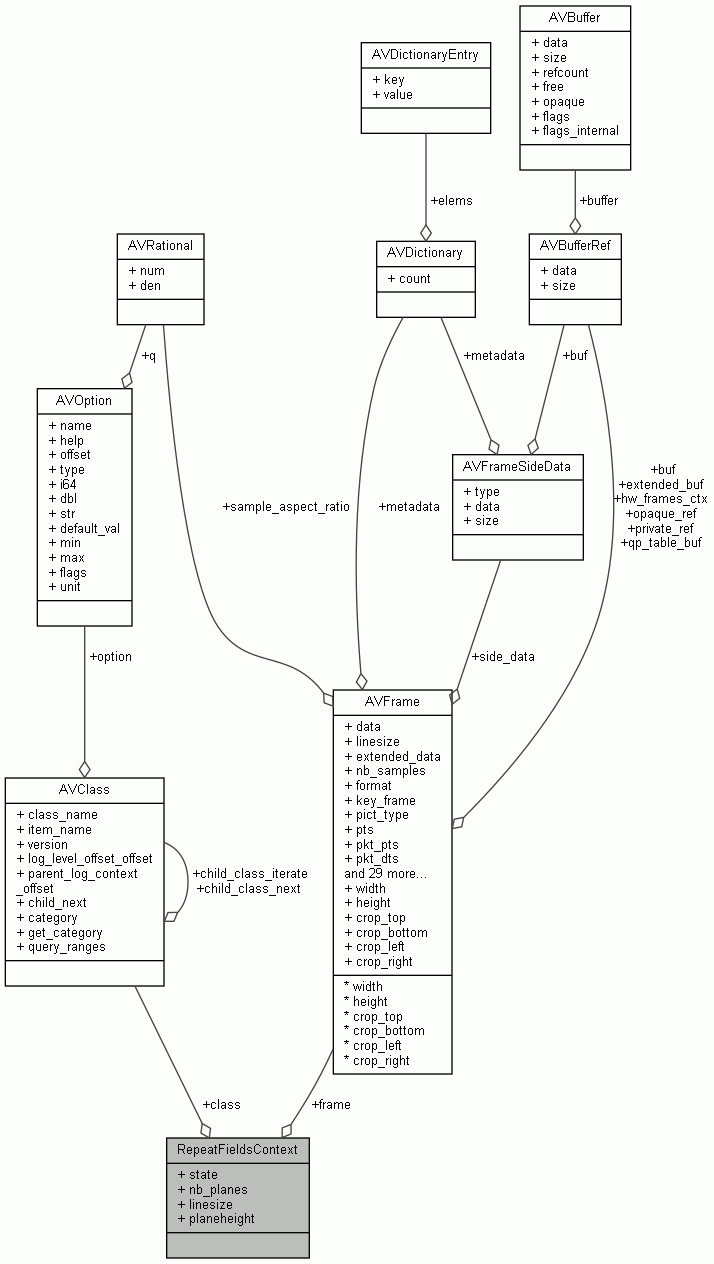 AVBuffer
+ data
+ size
+ refcount
+ free
+ opaque
+ flags
+ flags_internal
AVDictionaryEntry
+ key
+ value
+elems
+buffer
AVRational
+ num
+ den
AVDictionary
+ count
AVBufferRef
+ data
+ size
+q
+metadata
+buf
AVOption
+ name
+ help
+ offset
+ type
+ i64
+ dbl
+ str
+ default_val
+ min
+ max
+ flags
+ unit
AVFrameSideData
+ type
+ data
+ size
+sample_aspect_ratio
+metadata
+buf
+extended_buf
+hw_frames_ctx
+opaque_ref
+private_ref
+qp_table_buf
+option
+side_data
AVFrame
+ data
+ linesize
+ extended_data
+ nb_samples
+ format
+ key_frame
+ pict_type
+ pts
+ pkt_pts
+ pkt_dts
and 29 more...
+ width
+ height
+ crop_top
+ crop_bottom
+ crop_left
+ crop_right
* width
* height
* crop_top
* crop_bottom
* crop_left
* crop_right
AVClass
+ class_name
+ item_name
+ version
+ log_level_offset_offset
+ parent_log_context
_offset
+ child_next
+ category
+ get_category
+ query_ranges
+child_class_iterate
+child_class_next
+class
+frame
RepeatFieldsContext
+ state
+ nb_planes
+ linesize
+ planeheight